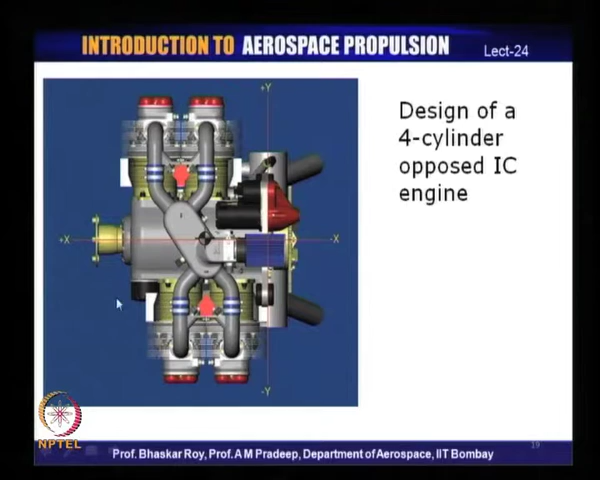 INTRODUCTION TO AEROSPACE PROPULSION
Lect-24
+Y
Design of a
4-cylinder
opposed IC
engine
+X
-X
-Y
NPTEL
19
Prof. Bhaskar Roy, Prof. A M Pradeep, Department of Aerospace, IIT Bombay